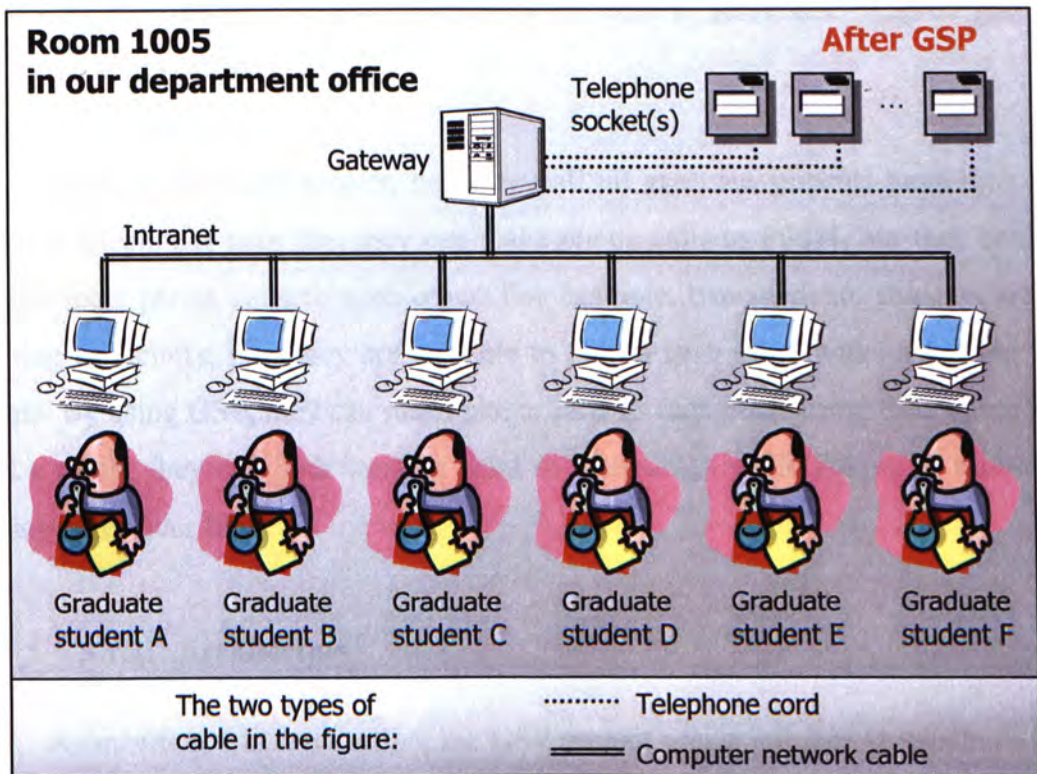 Room 1005
in our department office
After GSP
Telephone
socket(s)
...
Gateway
Intranet
Graduate
student A
Graduate
student B
Graduate
student C
Graduate
student D
Graduate
student E
Graduate
student F
The two types of
cable in the figure:
Telephone cord
Computer network cable